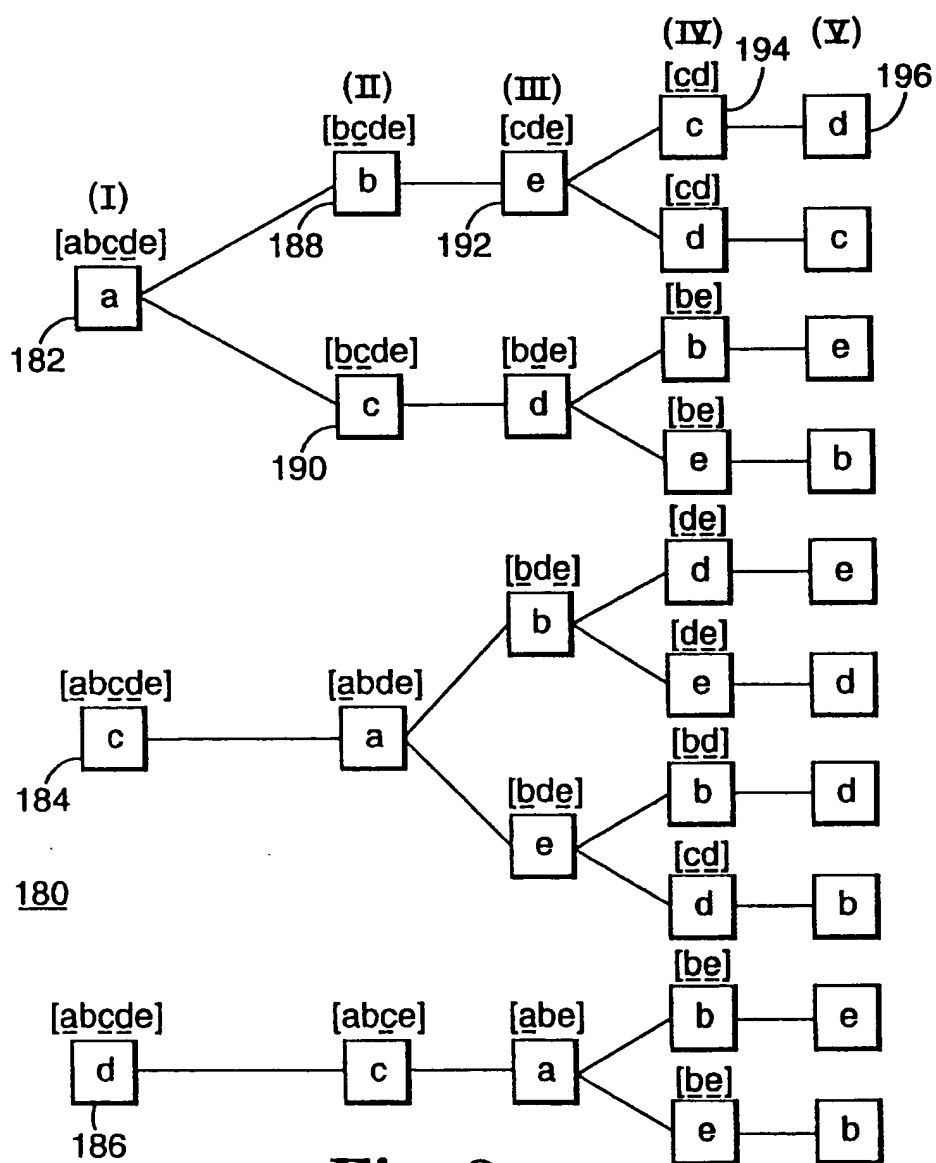 (IV) (V)
194
[cd] 196
(II) (III)
c d
[bcde] [cde]
b e
[cd]
(I)
188 192
d c
[abcde]
a
[be]
182
b e
[bcde] [bde]
c d
[be]
190
e b
[de]
d e
[bde]
b
[de]
[abcde] [abde]
e d
c a
[bd]
184
b d
[bde]
e
[cd]
180
d b
[be]
[abcde] [abce] [abe]
b e
d c a
[be]
186
e b